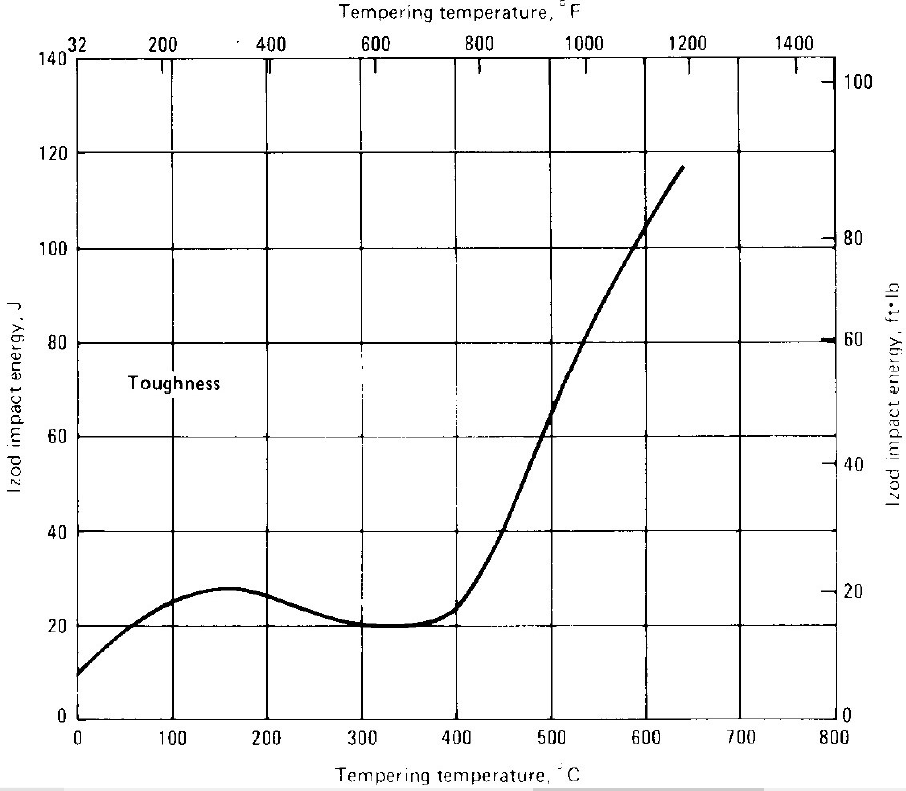 Tempering temperature, °F
32 200 400 600 800 1000 1200 1400
140
120
100
80
60
40
20
0
Izod impact energy, J
Toughness
100
80
60
40
20
0
Izod impact energy, ft·lb
0 100 200 300 400 500 600 700 800
Tempering temperature, °C